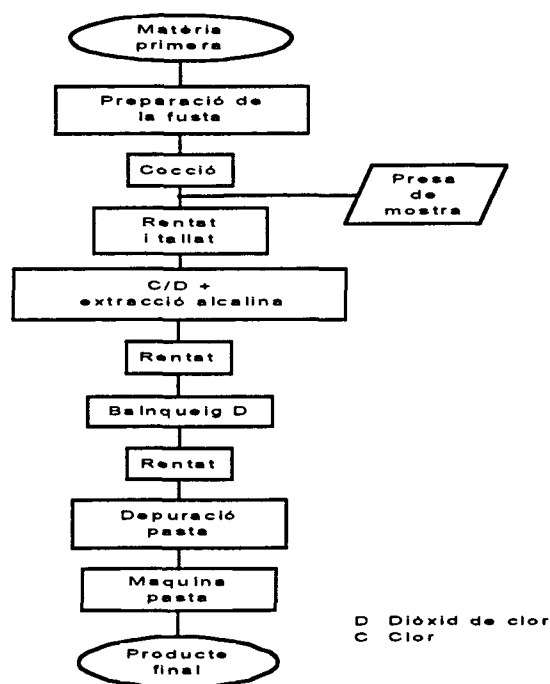 Matèria
primera
Preparació de
la fusta
Cocció
Presa
de
mostra
Rentat
i tallat
C/D +
extracció alcalina
Rentat
Balnqueig D
Rentat
Depuració
pasta
Maquina
pasta
Producte
final
D Diòxid de clor
C Clor